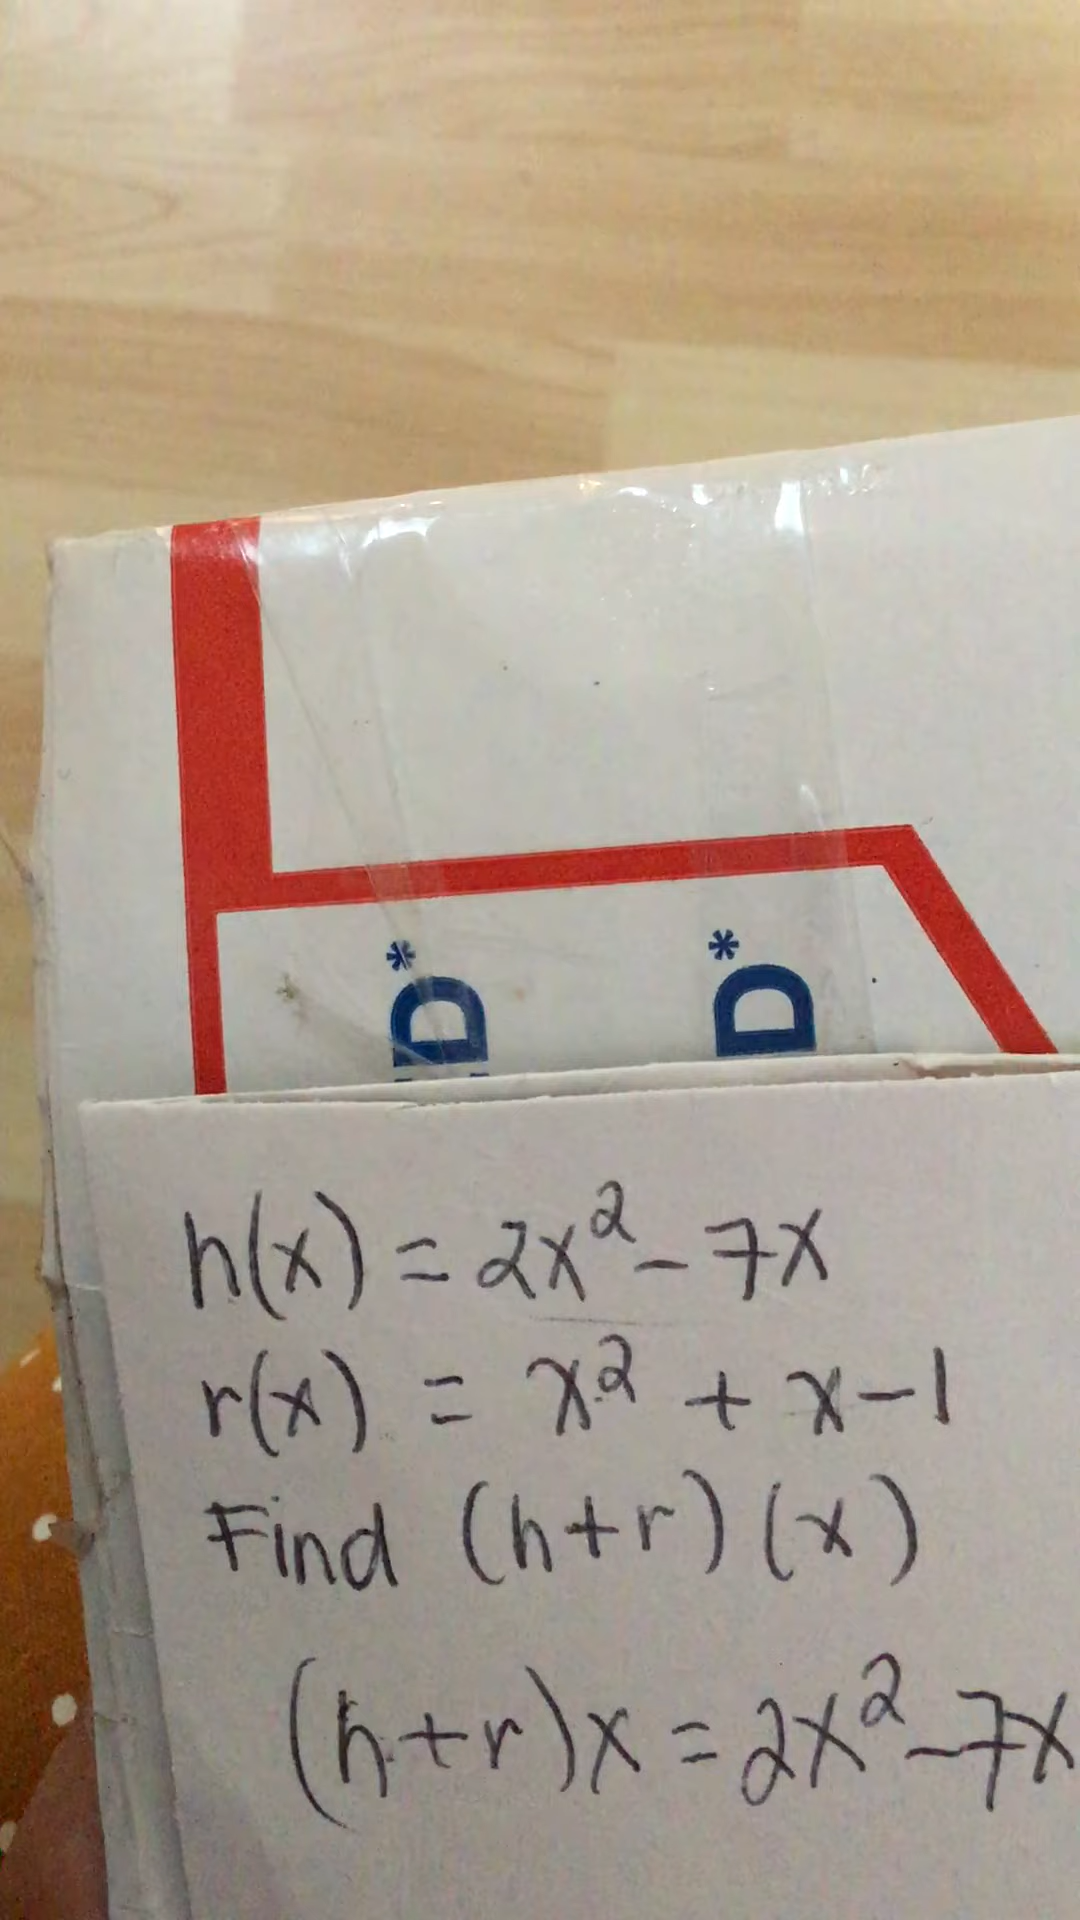 D* D*
h(x) = 2x² - 7x
r(x) = x² + x - 1
Find (h+r)(x)
(h+r)x = 2x² - 7x